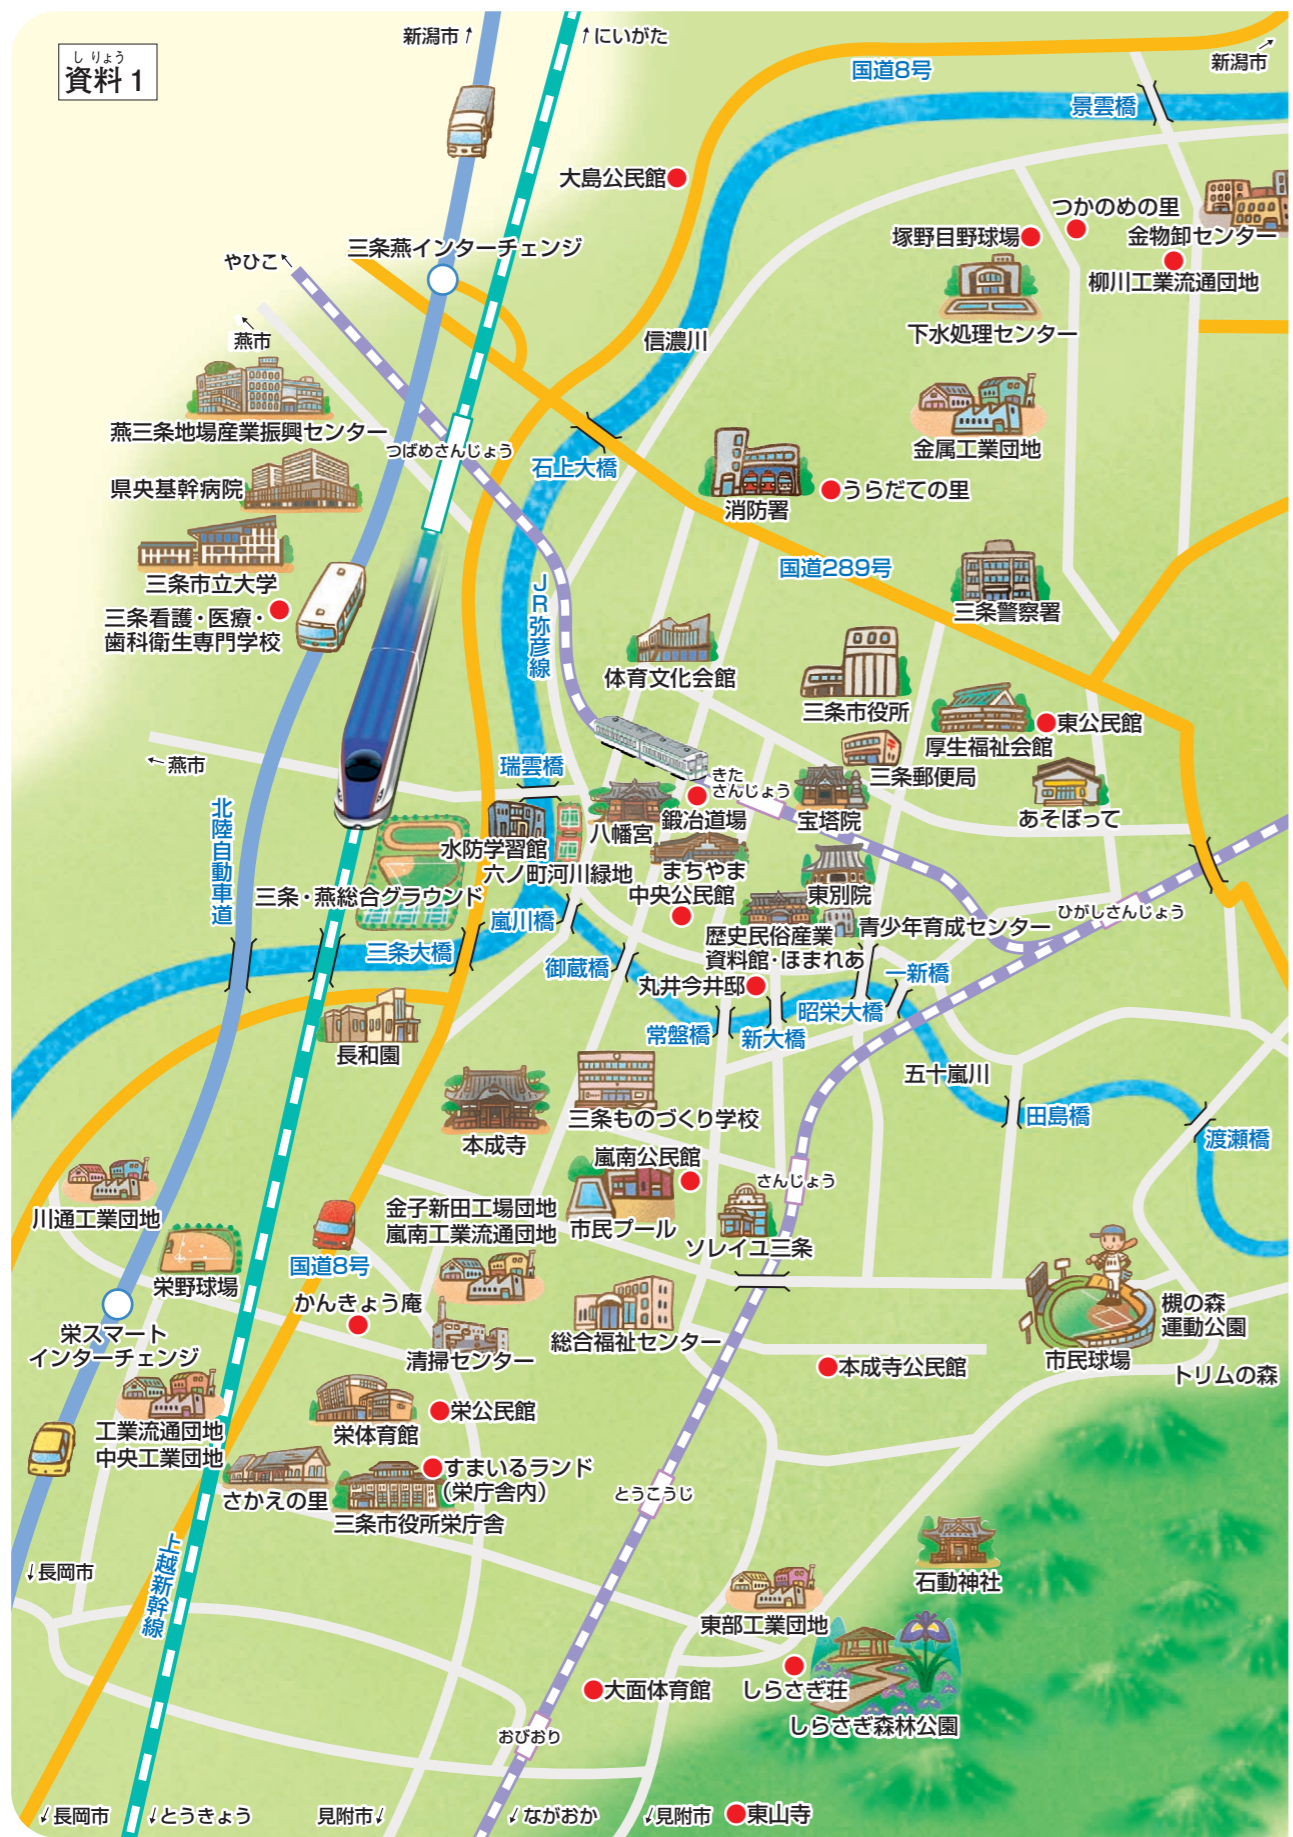 しりょう
資料1
新潟市↑
↑にいがた
新潟市
国道8号
景雲橋
大島公民館
つかのめの里
塚野目野球場
金物卸センター
柳川工業流通団地
三条燕インターチェンジ
やひこ
燕市
信濃川
下水処理センター
燕三条地場産業振興センター
つばめさんじょう
石上大橋
金属工業団地
県央基幹病院
消防署
うらだての里
三条市立大学
国道289号
三条看護・医療・
歯科衛生専門学校
JR弥彦線
三条警察署
体育文化会館
三条市役所
厚生福祉会館
東公民館
←燕市
瑞雲橋
きた
さんじょう
三条郵便局
北陸自動車道
水防学習館
八幡宮
鍛冶道場
宝塔院
あそぼって
六ノ町河川緑地
まちやま
中央公民館
三条・燕総合グラウンド
東別院
嵐川橋
青少年育成センター
ひがしさんじょう
三条大橋
御蔵橋
歴史民俗産業
資料館・ほまれあ
丸井今井邸
昭栄大橋
一新橋
常盤橋
新大橋
長和園
五十嵐川
本成寺
三条ものづくり学校
田島橋
渡瀬橋
嵐南公民館
さんじょう
川通工業団地
金子新田工場団地
嵐南工業流通団地
市民プール
ソレイユ三条
国道8号
栄野球場
かんきょう庵
栄スマート
インターチェンジ
清掃センター
総合福祉センター
槻の森
運動公園
市民球場
本成寺公民館
トリムの森
工業流通団地
中央工業団地
栄体育館
栄公民館
さかえの里
すまいるランド
(栄庁舎内)
三条市役所栄庁舎
とうこうじ
↓長岡市
上越新幹線
石動神社
東部工業団地
しらさぎ荘
大面体育館
しらさぎ森林公園
おびおり
↓長岡市
↓とうきょう
見附市↓
↓ながおか
↓見附市
東山寺